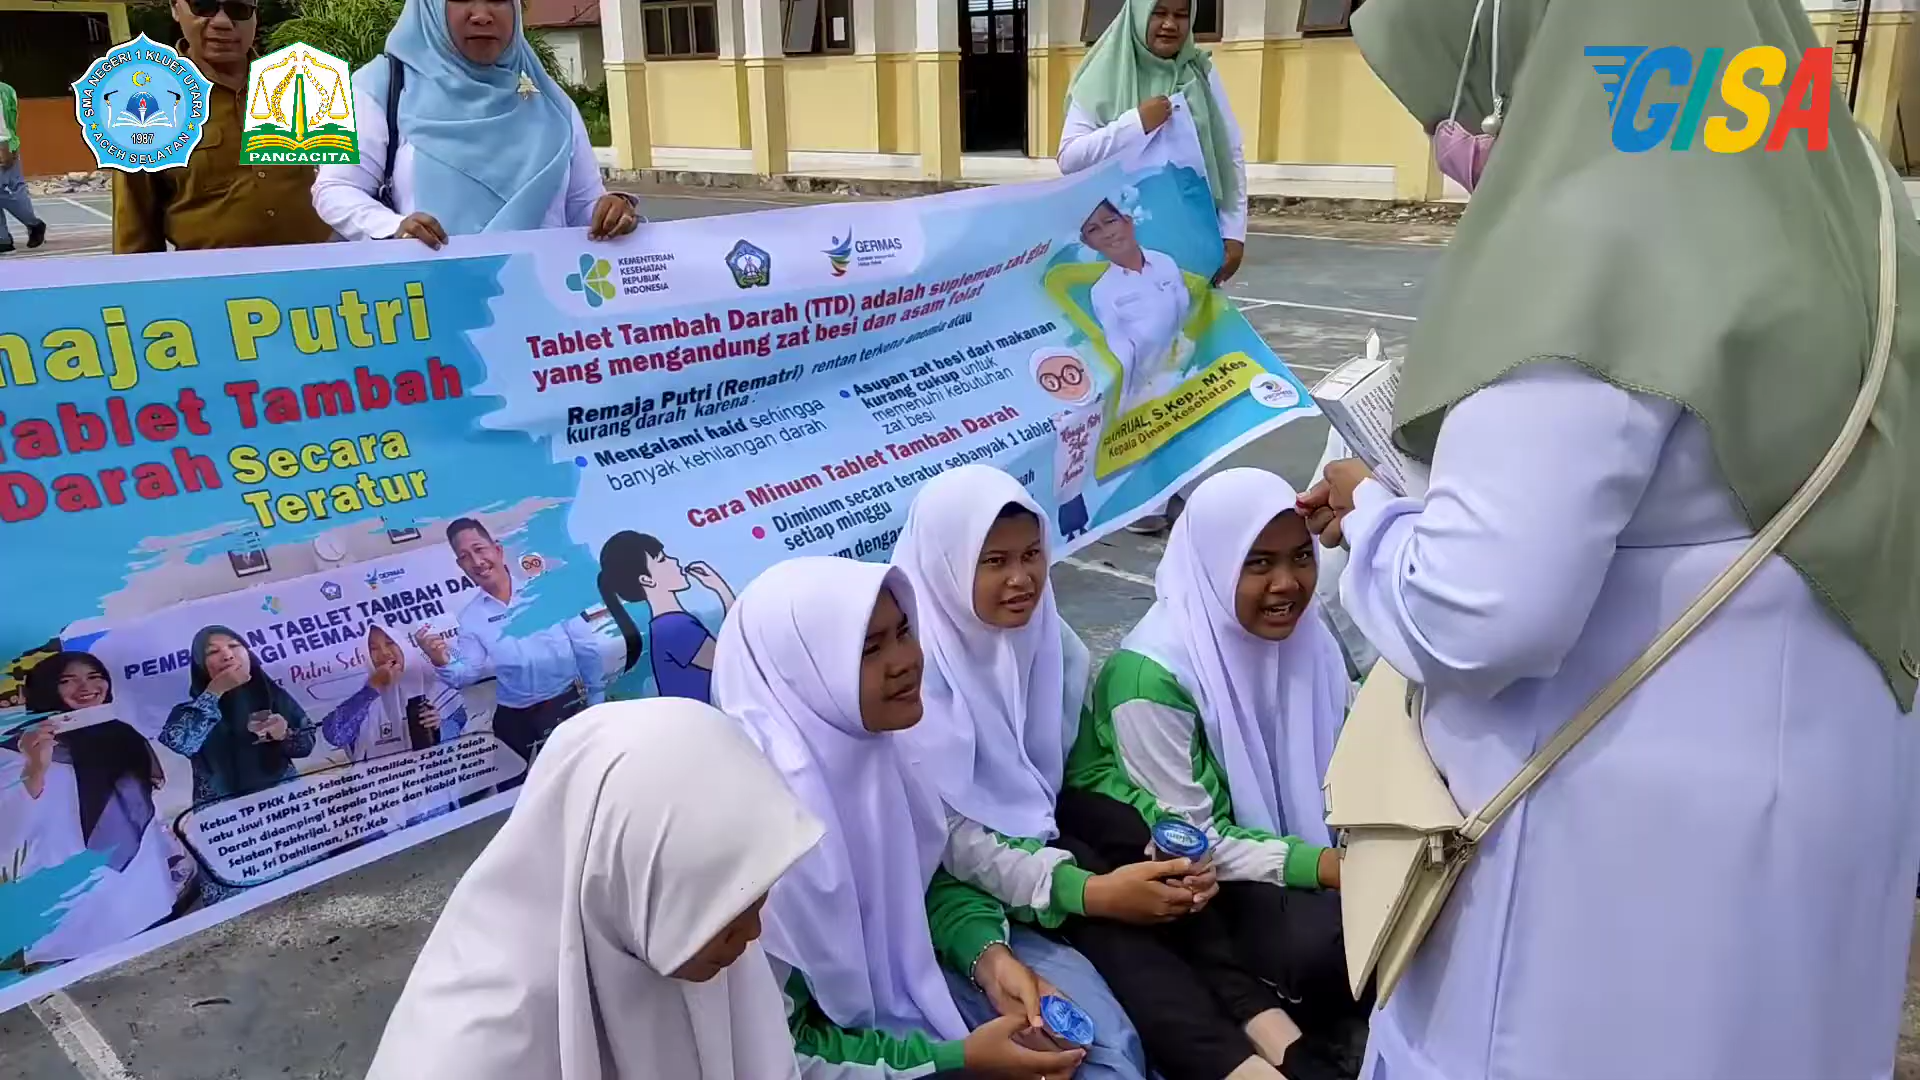 SMA NEGERI 1 KLUET UTARA
1987
ACEH SELATAN
PANCACITA
GISA
KEMENTERIAN
KESEHATAN
REPUBLIK
INDONESIA
GERMAS
maja Putri
Tablet Tambah
Darah Secara
Teratur
Tablet Tambah Darah (TTD) adalah suplemen zat gizi
yang mengandung zat besi dan asam folat
Remaja Putri (Rematri) rentan terkena anemia atau
kurang darah karena :
Mengalami haid sehingga
banyak kehilangan darah
Asupan zat besi dari makanan
kurang cukup untuk
memenuhi kebutuhan
zat besi
Cara Minum Tablet Tambah Darah
Diminum secara teratur sebanyak 1 tablet
setiap minggu
dengan
S.Kep., M.Kes
Kepala Dinas Kesehatan
GERMAS
TABLET TAMBAH DA
GI REMAJA PUTRI
Ketua TP PKK Aceh Selatan, Khailida, S.Pd & Salah
satu siswi SMPN 2 Tapaktuan minum Tablet Tambah
Darah didampingi Kepala Dinas Kesehatan Aceh
Selatan Fakhrijal, S.Kep, M.Kes dan Kabid Kesmas,
Hj. Sri Dahlianan, S.Tr.Keb